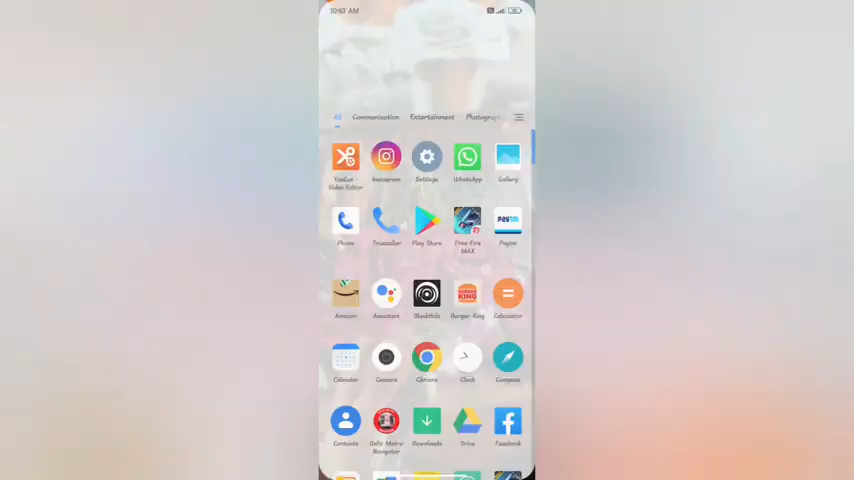 10:43 AM
All Communication Entertainment Photograph
YouCut - Instagram Settings WhatsApp Gallery
Video Editor
Phone Truecaller Play Store Free Fire Paytm
MAX
Amazon Assistant BlackHole Burger King Calculator
Calendar Camera Chrome Clock Compass
Contacts Delhi Metro Downloads Drive Facebook
Navigator